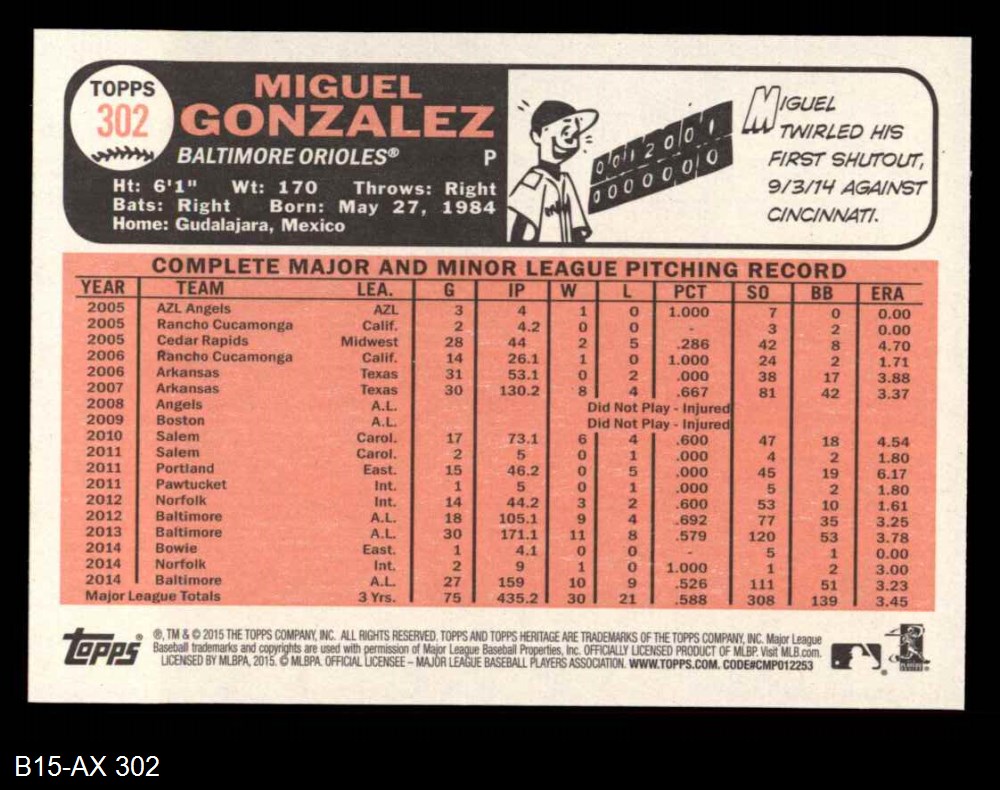 TOPPS
302
MIGUEL
GONZALEZ
BALTIMORE ORIOLES® P
Ht: 6'1" Wt: 170 Throws: Right
Bats: Right Born: May 27, 1984
Home: Gudalajara, Mexico
0 0 1 2 0 0 1
0 0 0 0 0 0 0
MIGUEL
TWIRLED HIS
FIRST SHUTOUT,
9/3/14 AGAINST
CINCINNATI.
COMPLETE MAJOR AND MINOR LEAGUE PITCHING RECORD
YEAR TEAM LEA. G IP W L PCT SO BB ERA
2005 AZL Angels AZL 3 4 1 0 1.000 7 0 0.00
2005 Rancho Cucamonga Calif. 2 4.2 0 0 - 3 2 0.00
2005 Cedar Rapids Midwest 28 44 2 5 .286 42 8 4.70
2006 Rancho Cucamonga Calif. 14 26.1 1 0 1.000 24 2 1.71
2006 Arkansas Texas 31 53.1 0 2 .000 38 17 3.88
2007 Arkansas Texas 30 130.2 8 4 .667 81 42 3.37
2008 Angels A.L. Did Not Play - Injured
2009 Boston A.L. Did Not Play - Injured
2010 Salem Carol. 17 73.1 6 4 .600 47 18 4.54
2011 Salem Carol. 2 5 0 1 .000 4 2 1.80
2011 Portland East. 15 46.2 0 5 .000 45 19 6.17
2011 Pawtucket Int. 1 5 0 1 .000 5 2 1.80
2012 Norfolk Int. 14 44.2 3 2 .600 53 10 1.61
2012 Baltimore A.L. 18 105.1 9 4 .692 77 35 3.25
2013 Baltimore A.L. 30 171.1 11 8 .579 120 53 3.78
2014 Bowie East. 1 4.1 0 0 - 5 1 0.00
2014 Norfolk Int. 2 9 1 0 1.000 1 2 3.00
2014 Baltimore A.L. 27 159 10 9 .526 111 51 3.23
Major League Totals 3 Yrs. 75 435.2 30 21 .588 308 139 3.45
topps®
®, TM & © 2015 THE TOPPS COMPANY, INC. ALL RIGHTS RESERVED. TOPPS AND TOPPS HERITAGE ARE TRADEMARKS OF THE TOPPS COMPANY, INC. Major League
Baseball trademarks and copyrights are used with permission of Major League Baseball Properties, Inc. OFFICIALLY LICENSED PRODUCT OF MLBP. Visit MLB.com.
LICENSED BY MLBPA, 2015. © MLBPA. OFFICIAL LICENSEE – MAJOR LEAGUE BASEBALL PLAYERS ASSOCIATION. WWW.TOPPS.COM. CODE#CMP012253
B15-AX 302